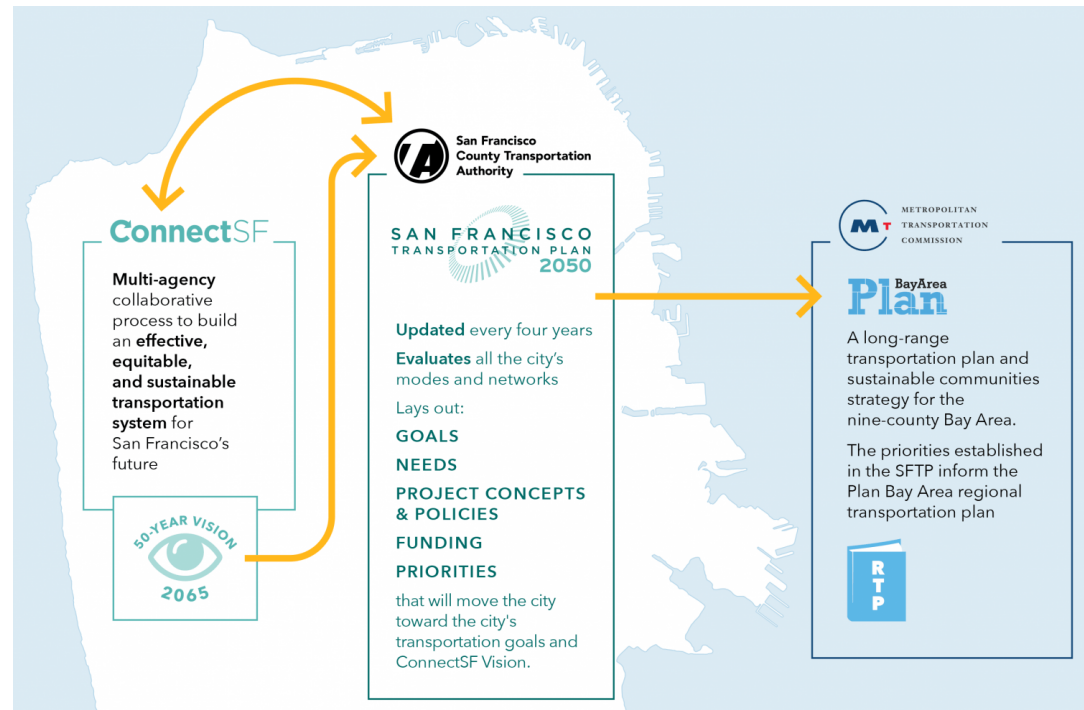 ConnectSF
Multi-agency
collaborative
process to build
an effective,
equitable,
and sustainable
transportation
system for
San Francisco’s
future
50-YEAR VISION
2065
TA
San Francisco
County Transportation
Authority
SAN FRANCISCO
TRANSPORTATION PLAN
2050
Updated every four years
Evaluates all the city’s
modes and networks
Lays out:
GOALS
NEEDS
PROJECT CONCEPTS
& POLICIES
FUNDING
PRIORITIES
that will move the city
toward the city's
transportation goals and
ConnectSF Vision.
MT
METROPOLITAN
TRANSPORTATION
COMMISSION
BayArea
Plan
A long-range
transportation plan and
sustainable communities
strategy for the
nine-county Bay Area.
The priorities established
in the SFTP inform the
Plan Bay Area regional
transportation plan
RTP